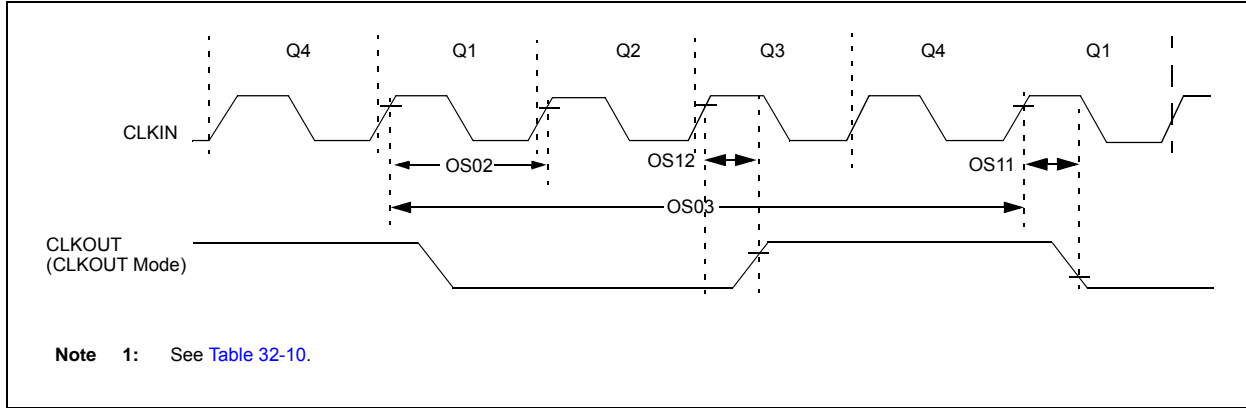 Q4 Q1 Q2 Q3 Q4 Q1
CLKIN
OS02 OS12 OS11
OS03
CLKOUT
(CLKOUT Mode)
Note 1: See Table 32-10.